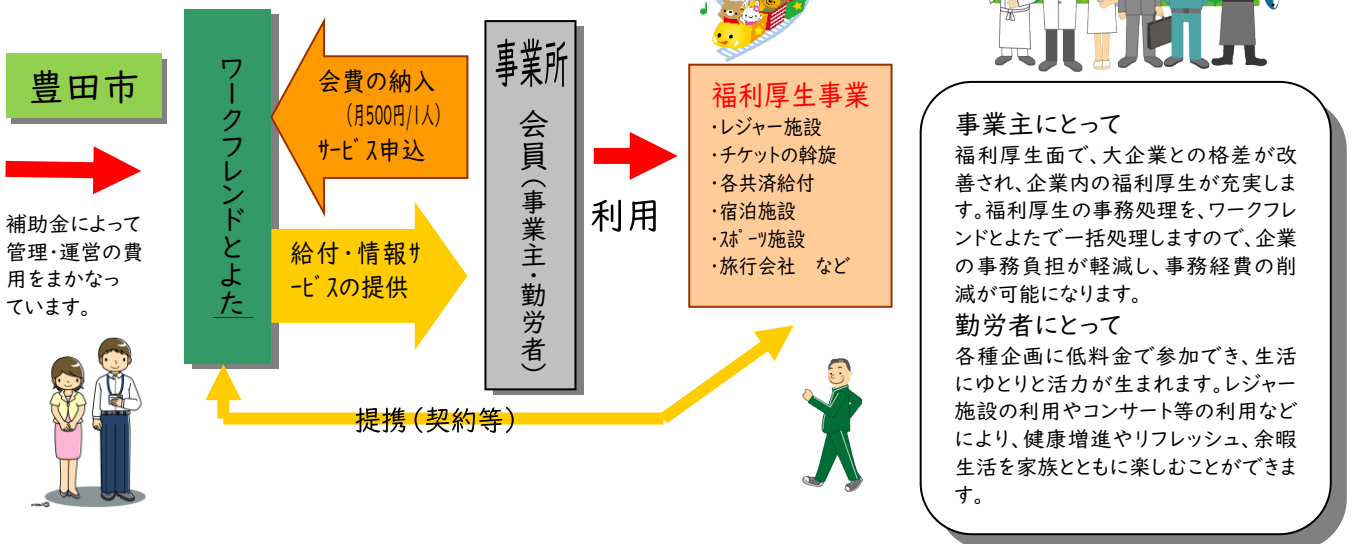 豊田市
補助金によって
管理・運営の費
用をまかなっ
ています。
ワークフレンドとよた
会費の納入
(月500円/1人)
ｻｰﾋﾞｽ申込
給付・情報ｻ
ｰﾋﾞｽの提供
事業所
会員(事業主・勤労者)
利用
提携(契約等)
福利厚生事業
・レジャー施設
・チケットの斡旋
・各共済給付
・宿泊施設
・ｽﾎﾟｰﾂ施設
・旅行会社　など
事業主にとって
福利厚生面で、大企業との格差が改
善され、企業内の福利厚生が充実しま
す。福利厚生の事務処理を、ワークフレ
ンドとよたで一括処理しますので、企業
の事務負担が軽減し、事務経費の削
減が可能になります。
勤労者にとって
各種企画に低料金で参加でき、生活
にゆとりと活力が生まれます。レジャー
施設の利用やコンサート等の利用など
により、健康増進やリフレッシュ、余暇
生活を家族とともに楽しむことができま
す。